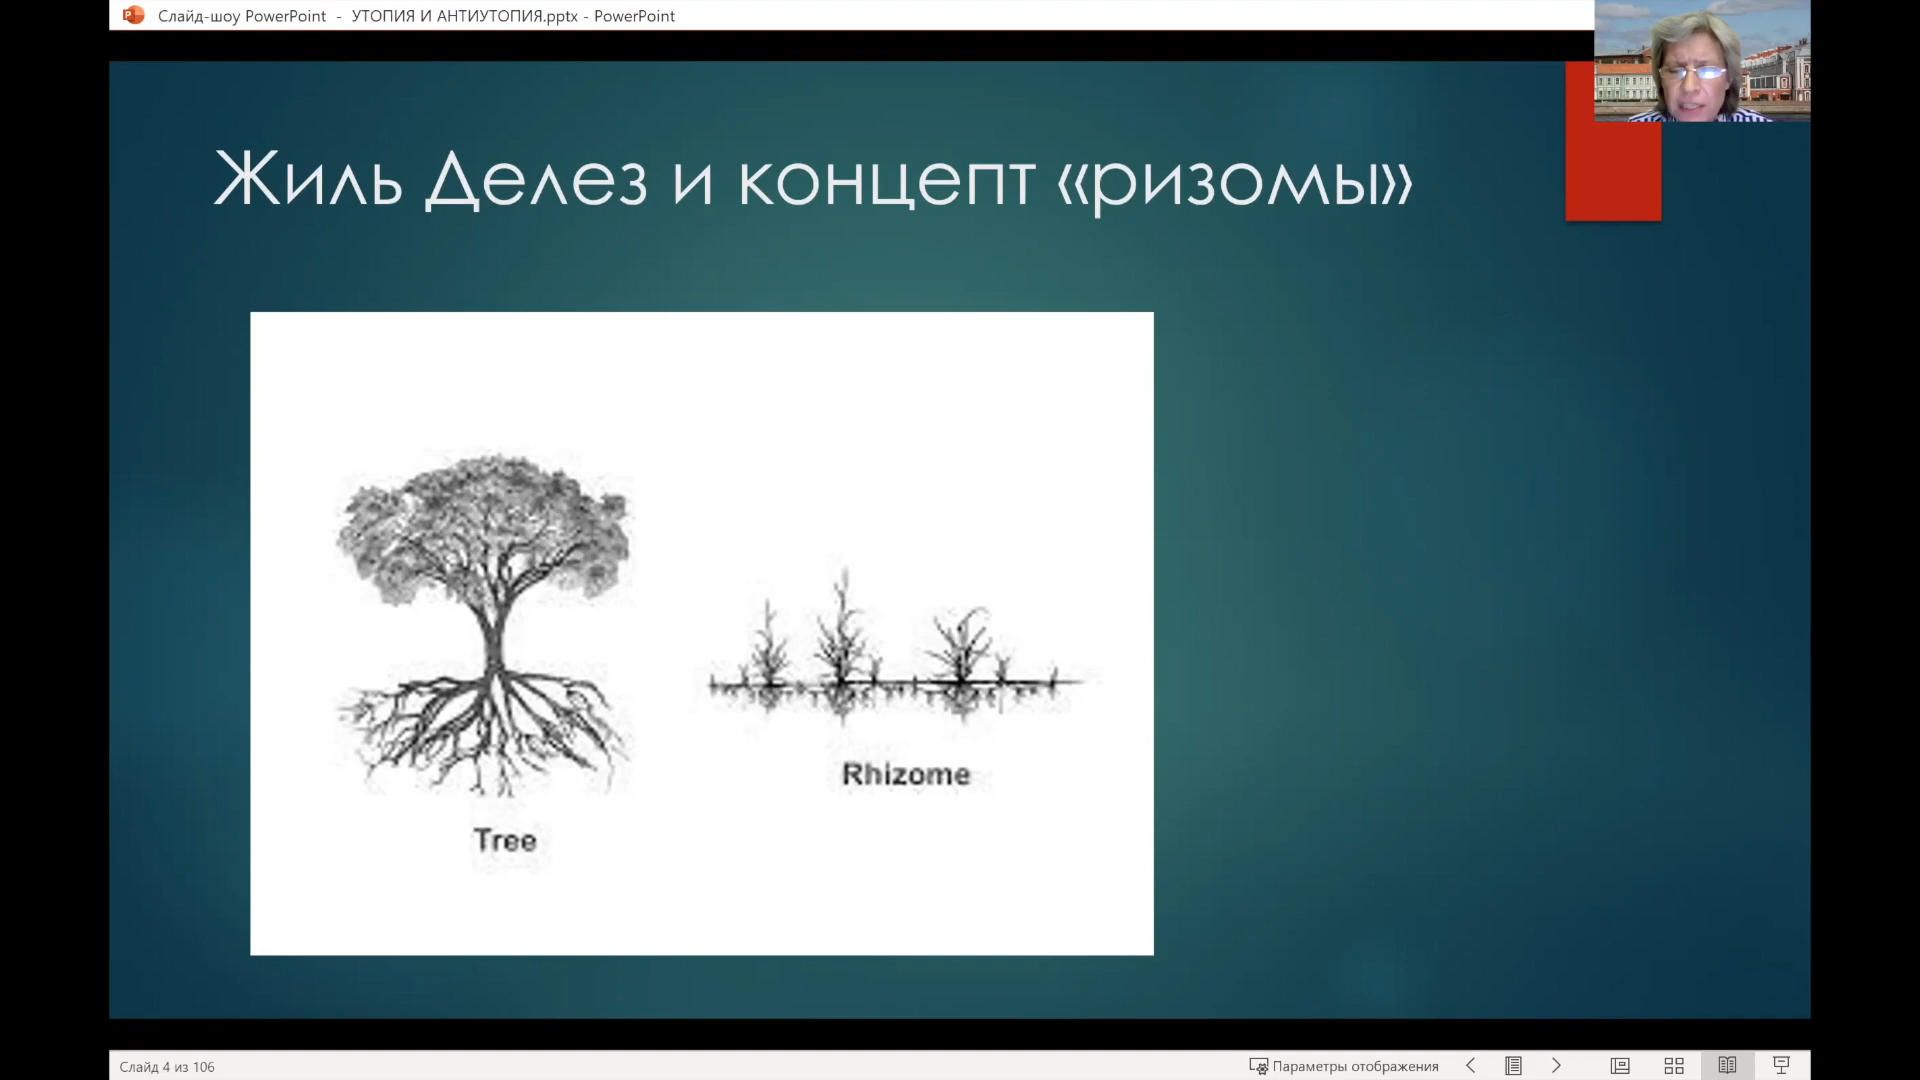 Слайд-шоу PowerPoint - УТОПИЯ И АНТИУТОПИЯ.pptx - PowerPoint
Жиль Делез и концепт «ризомы»
Rhizome
Tree
Слайд 4 из 106
Параметры отображения